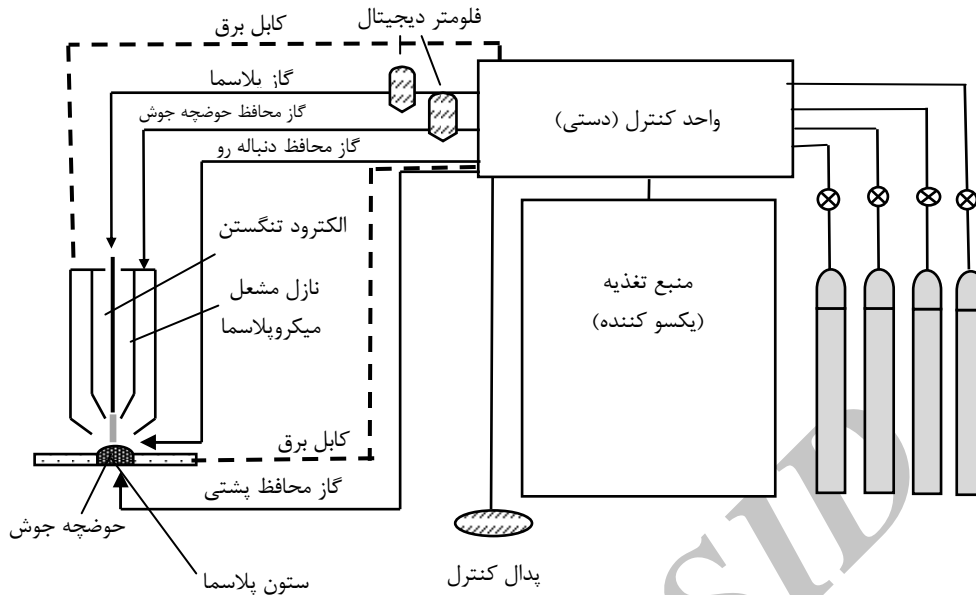 کابل برق
فلومتر دیجیتال
گاز پلاسما
گاز محافظ حوضچه جوش
گاز محافظ دنباله رو
واحد کنترل (دستی)
الکترود تنگستن
نازل مشعل
میکروپلاسما
منبع تغذیه
(یکسو کننده)
کابل برق
گاز محافظ پشتی
حوضچه جوش
ستون پلاسما
پدال کنترل
SID